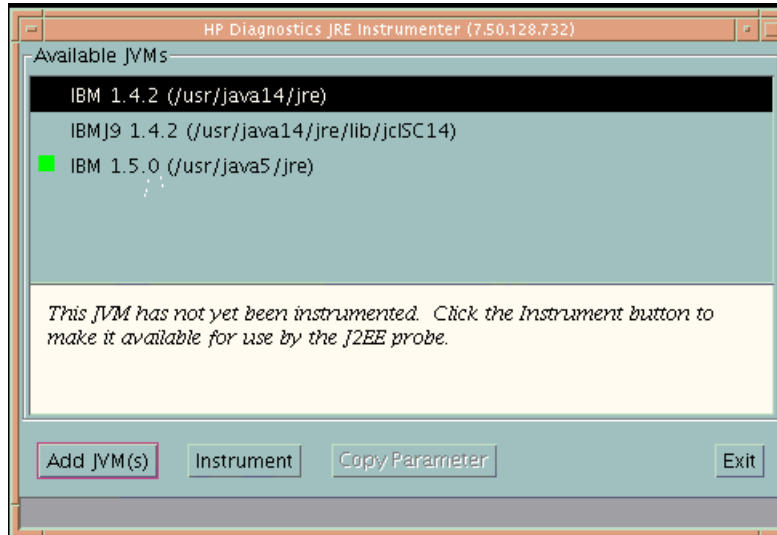 HP Diagnostics JRE Instrumenter (7.50.128.732)
Available JVMs
IBM 1.4.2 (/usr/java14/jre)
IBMJ9 1.4.2 (/usr/java14/jre/lib/jclSC14)
IBM 1.5.0 (/usr/java5/jre)
This JVM has not yet been instrumented. Click the Instrument button to
make it available for use by the J2EE probe.
Add JVM(s) Instrument Copy Parameter Exit